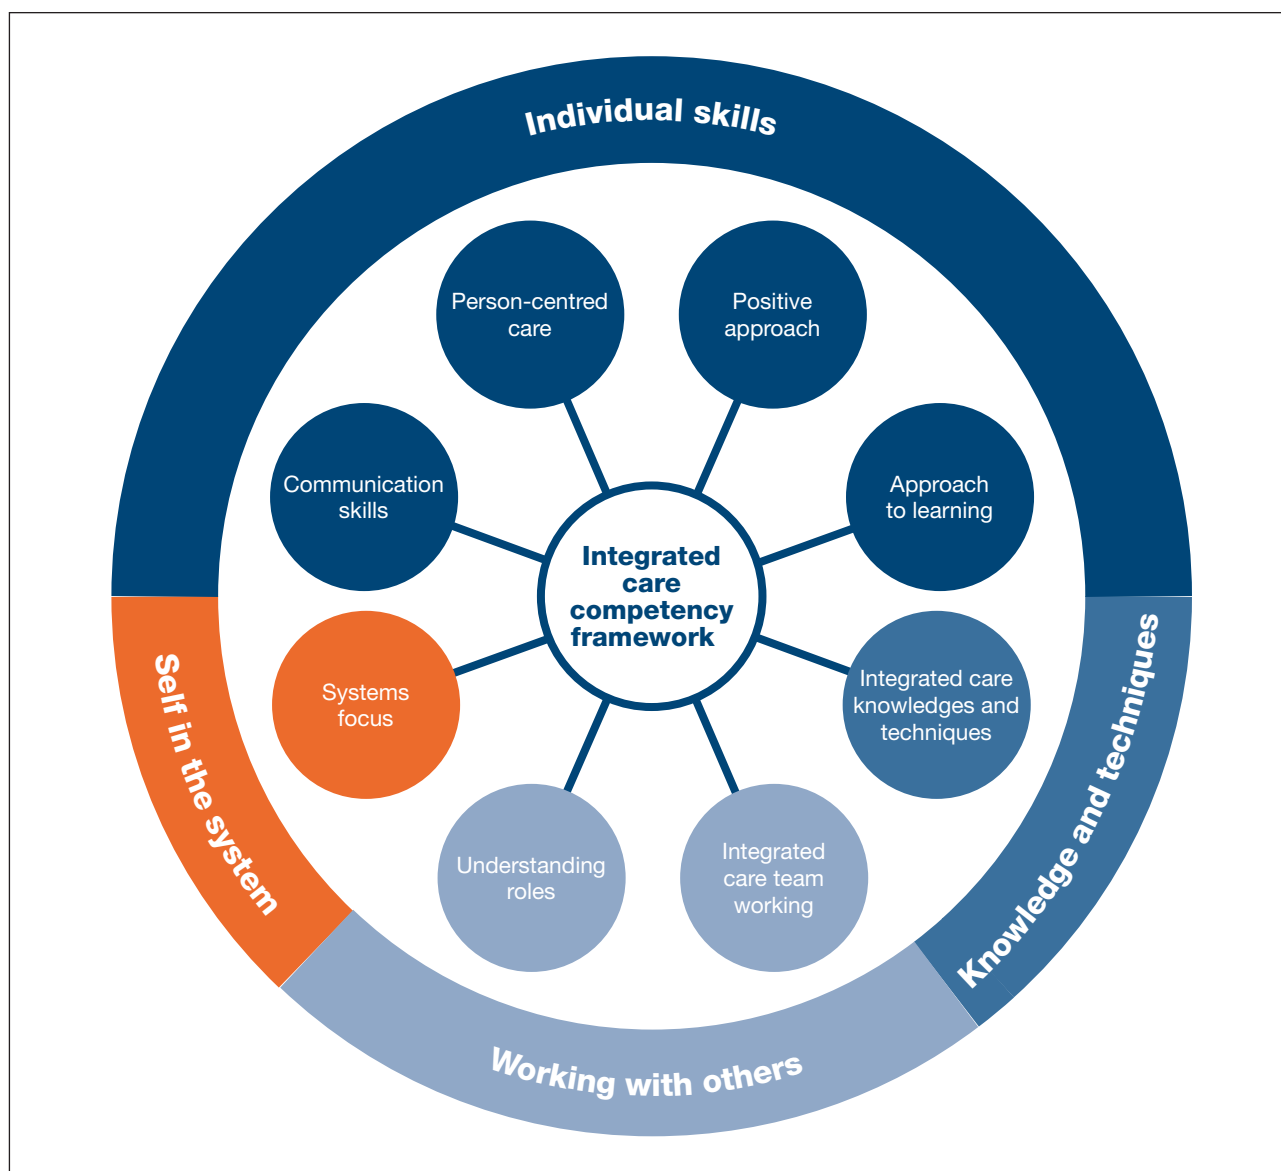 Individual skills
Person-centred
care
Positive
approach
Communication
skills
Approach
to learning
Integrated
care
competency
framework
Systems
focus
Integrated care
knowledges and
techniques
Understanding
roles
Integrated
care team
working
Self in the system
Knowledge and techniques
Working with others